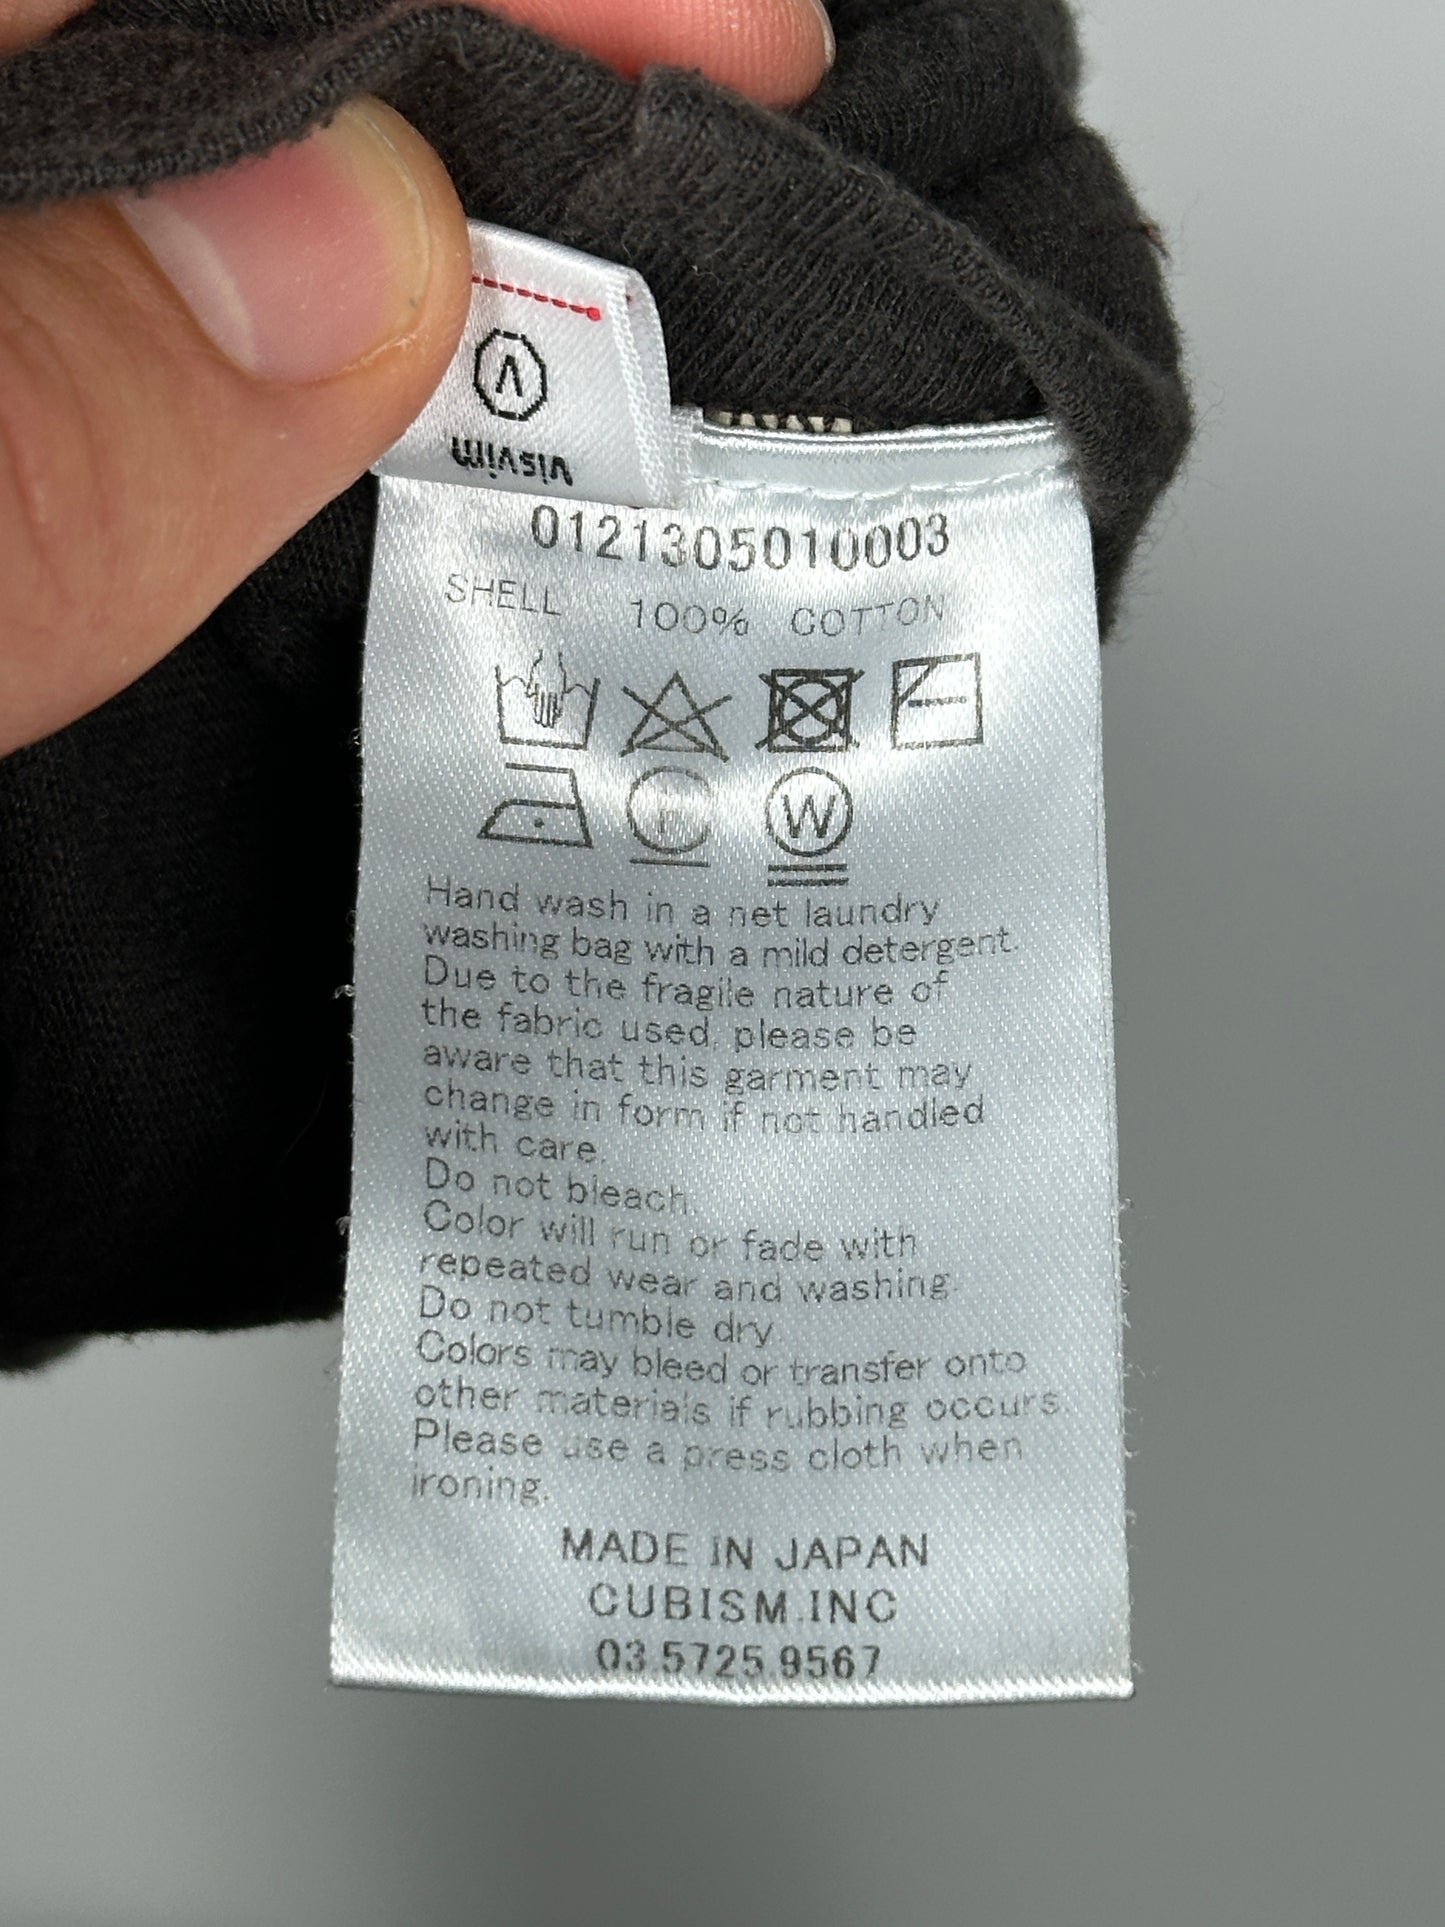 visvim
0121305010003
SHELL 100% COTTON
W
Hand wash in a net laundry
washing bag with a mild detergent.
Due to the fragile nature of
the fabric used, please be
aware that this garment may
change in form if not handled
with care.
Do not bleach.
Color will run or fade with
repeated wear and washing.
Do not tumble dry.
Colors may bleed or transfer onto
other materials if rubbing occurs.
Please use a press cloth when
ironing.
MADE IN JAPAN
CUBISM.INC
03.5725.9567